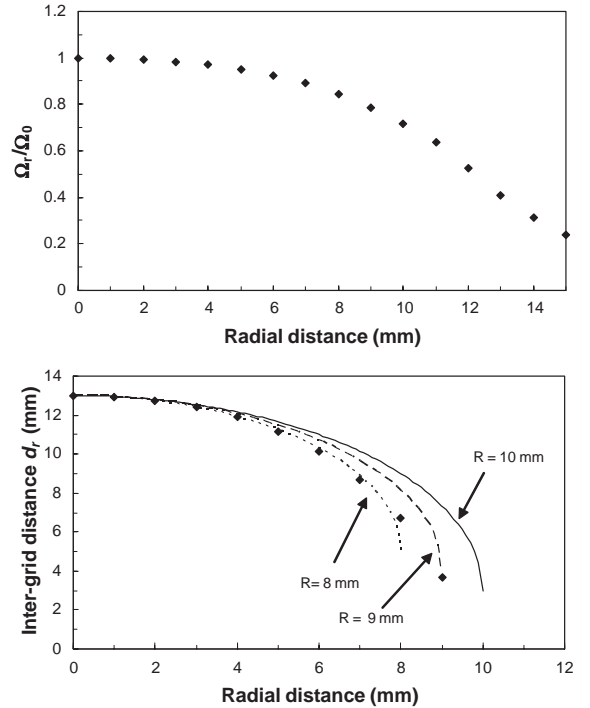 1.2
1
0.8
0.6
0.4
0.2
0
Ωr/Ω0
0 2 4 6 8 10 12 14
Radial distance (mm)
14
12
10
8
6
4
2
0
Inter-grid distance dr (mm)
R = 10 mm
R= 8 mm
R = 9 mm
0 2 4 6 8 10 12
Radial distance (mm)